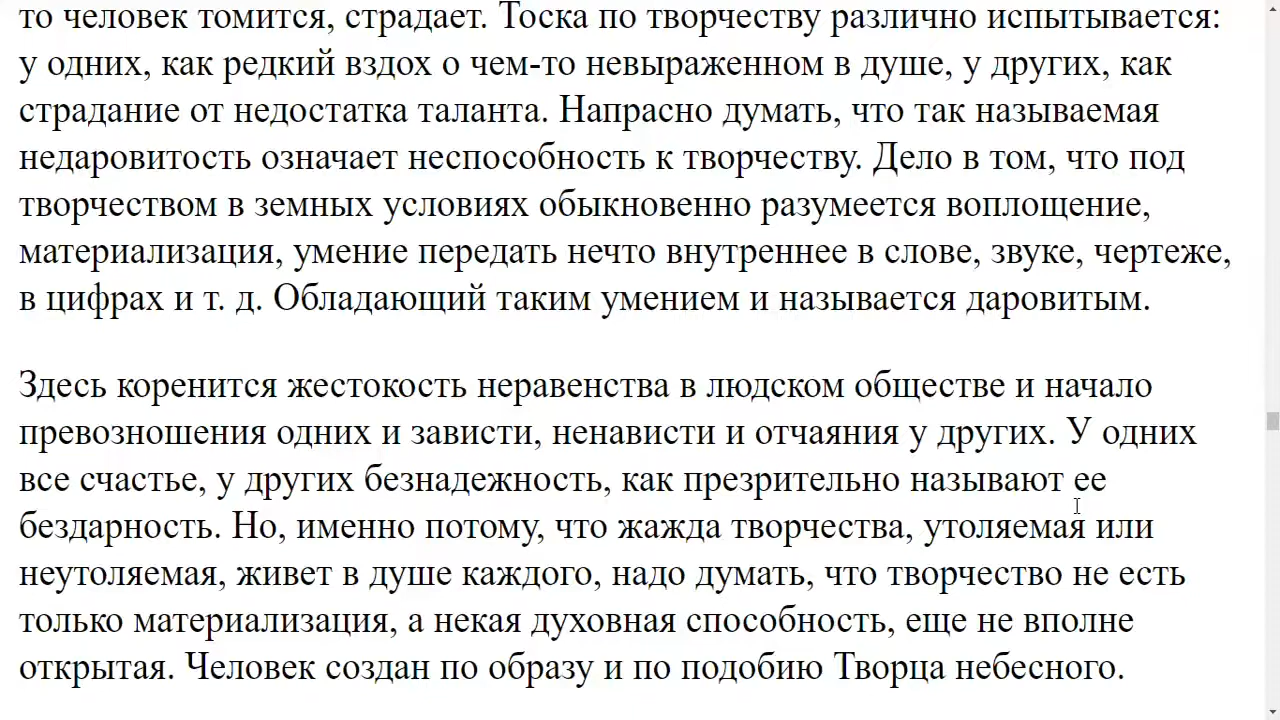 то человек томится, страдает. Тоска по творчеству различно испытывается:
у одних, как редкий вздох о чем-то невыраженном в душе, у других, как
страдание от недостатка таланта. Напрасно думать, что так называемая
недаровитость означает неспособность к творчеству. Дело в том, что под
творчеством в земных условиях обыкновенно разумеется воплощение,
материализация, умение передать нечто внутреннее в слове, звуке, чертеже,
в цифрах и т. д. Обладающий таким умением и называется даровитым.
Здесь коренится жестокость неравенства в людском обществе и начало
превозношения одних и зависти, ненависти и отчаяния у других. У одних
все счастье, у других безнадежность, как презрительно называют ее
бездарность. Но, именно потому, что жажда творчества, утоляемая или
неутоляемая, живет в душе каждого, надо думать, что творчество не есть
только материализация, а некая духовная способность, еще не вполне
открытая. Человек создан по образу и по подобию Творца небесного.